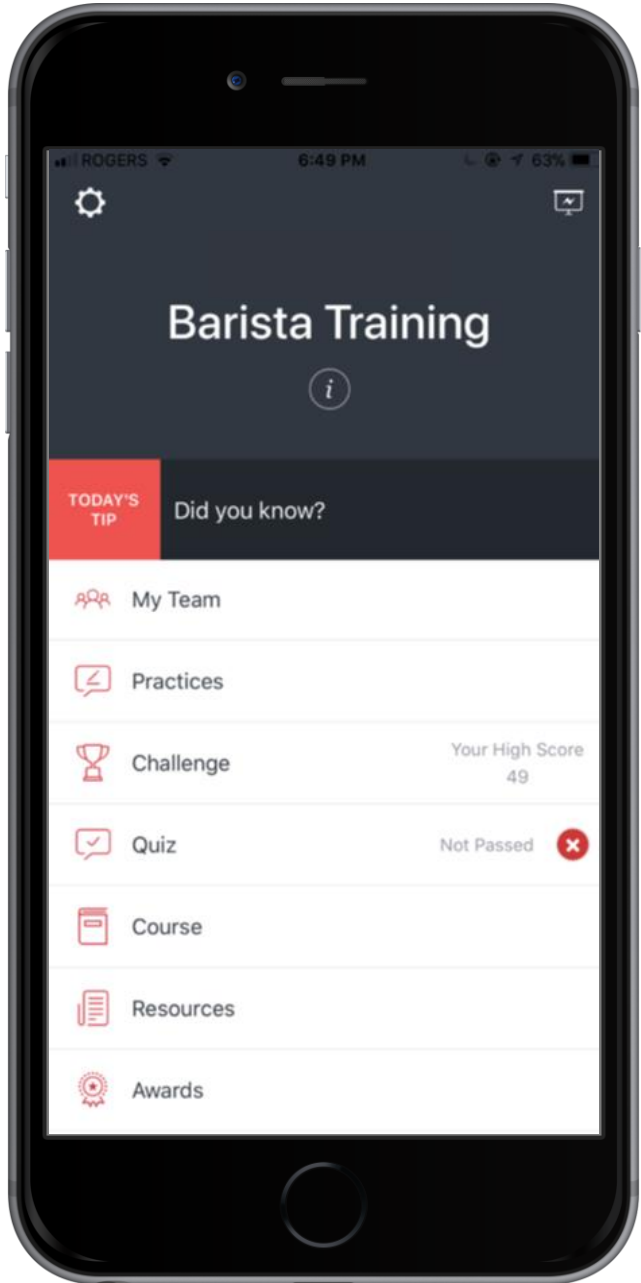 ROGERS 6:49 PM 63%
Barista Training
i
TODAY'S
TIP
Did you know?
My Team
Practices
Challenge
Your High Score
49
Quiz
Not Passed
Course
Resources
Awards